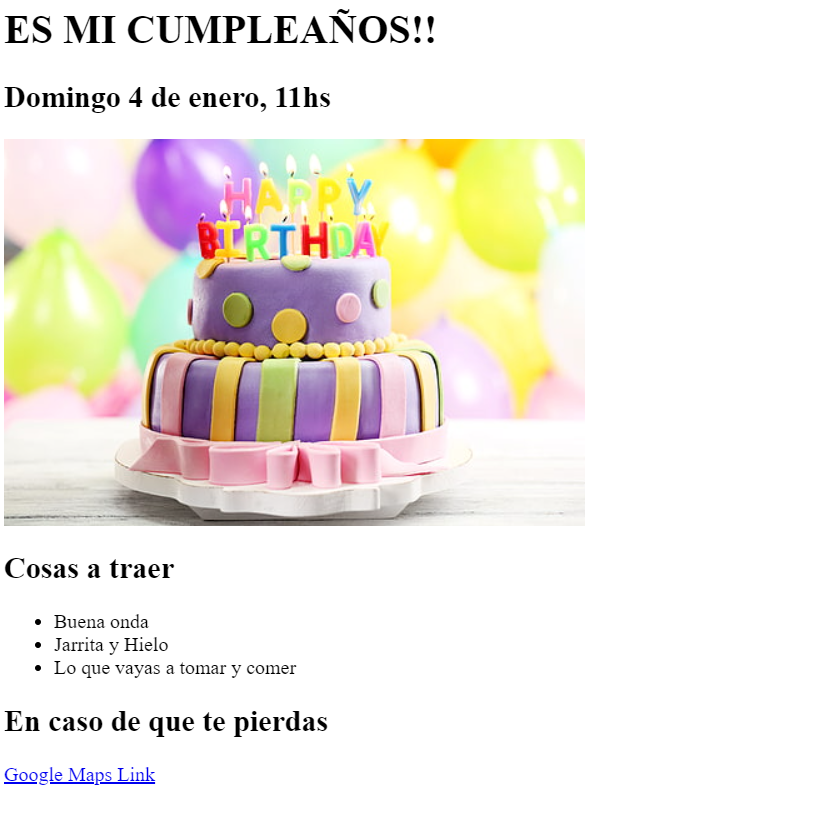 ES MI CUMPLEAÑOS!!
Domingo 4 de enero, 11hs
HAPPY
BIRTHDAY
Cosas a traer
Buena onda
Jarrita y Hielo
Lo que vayas a tomar y comer
En caso de que te pierdas
Google Maps Link